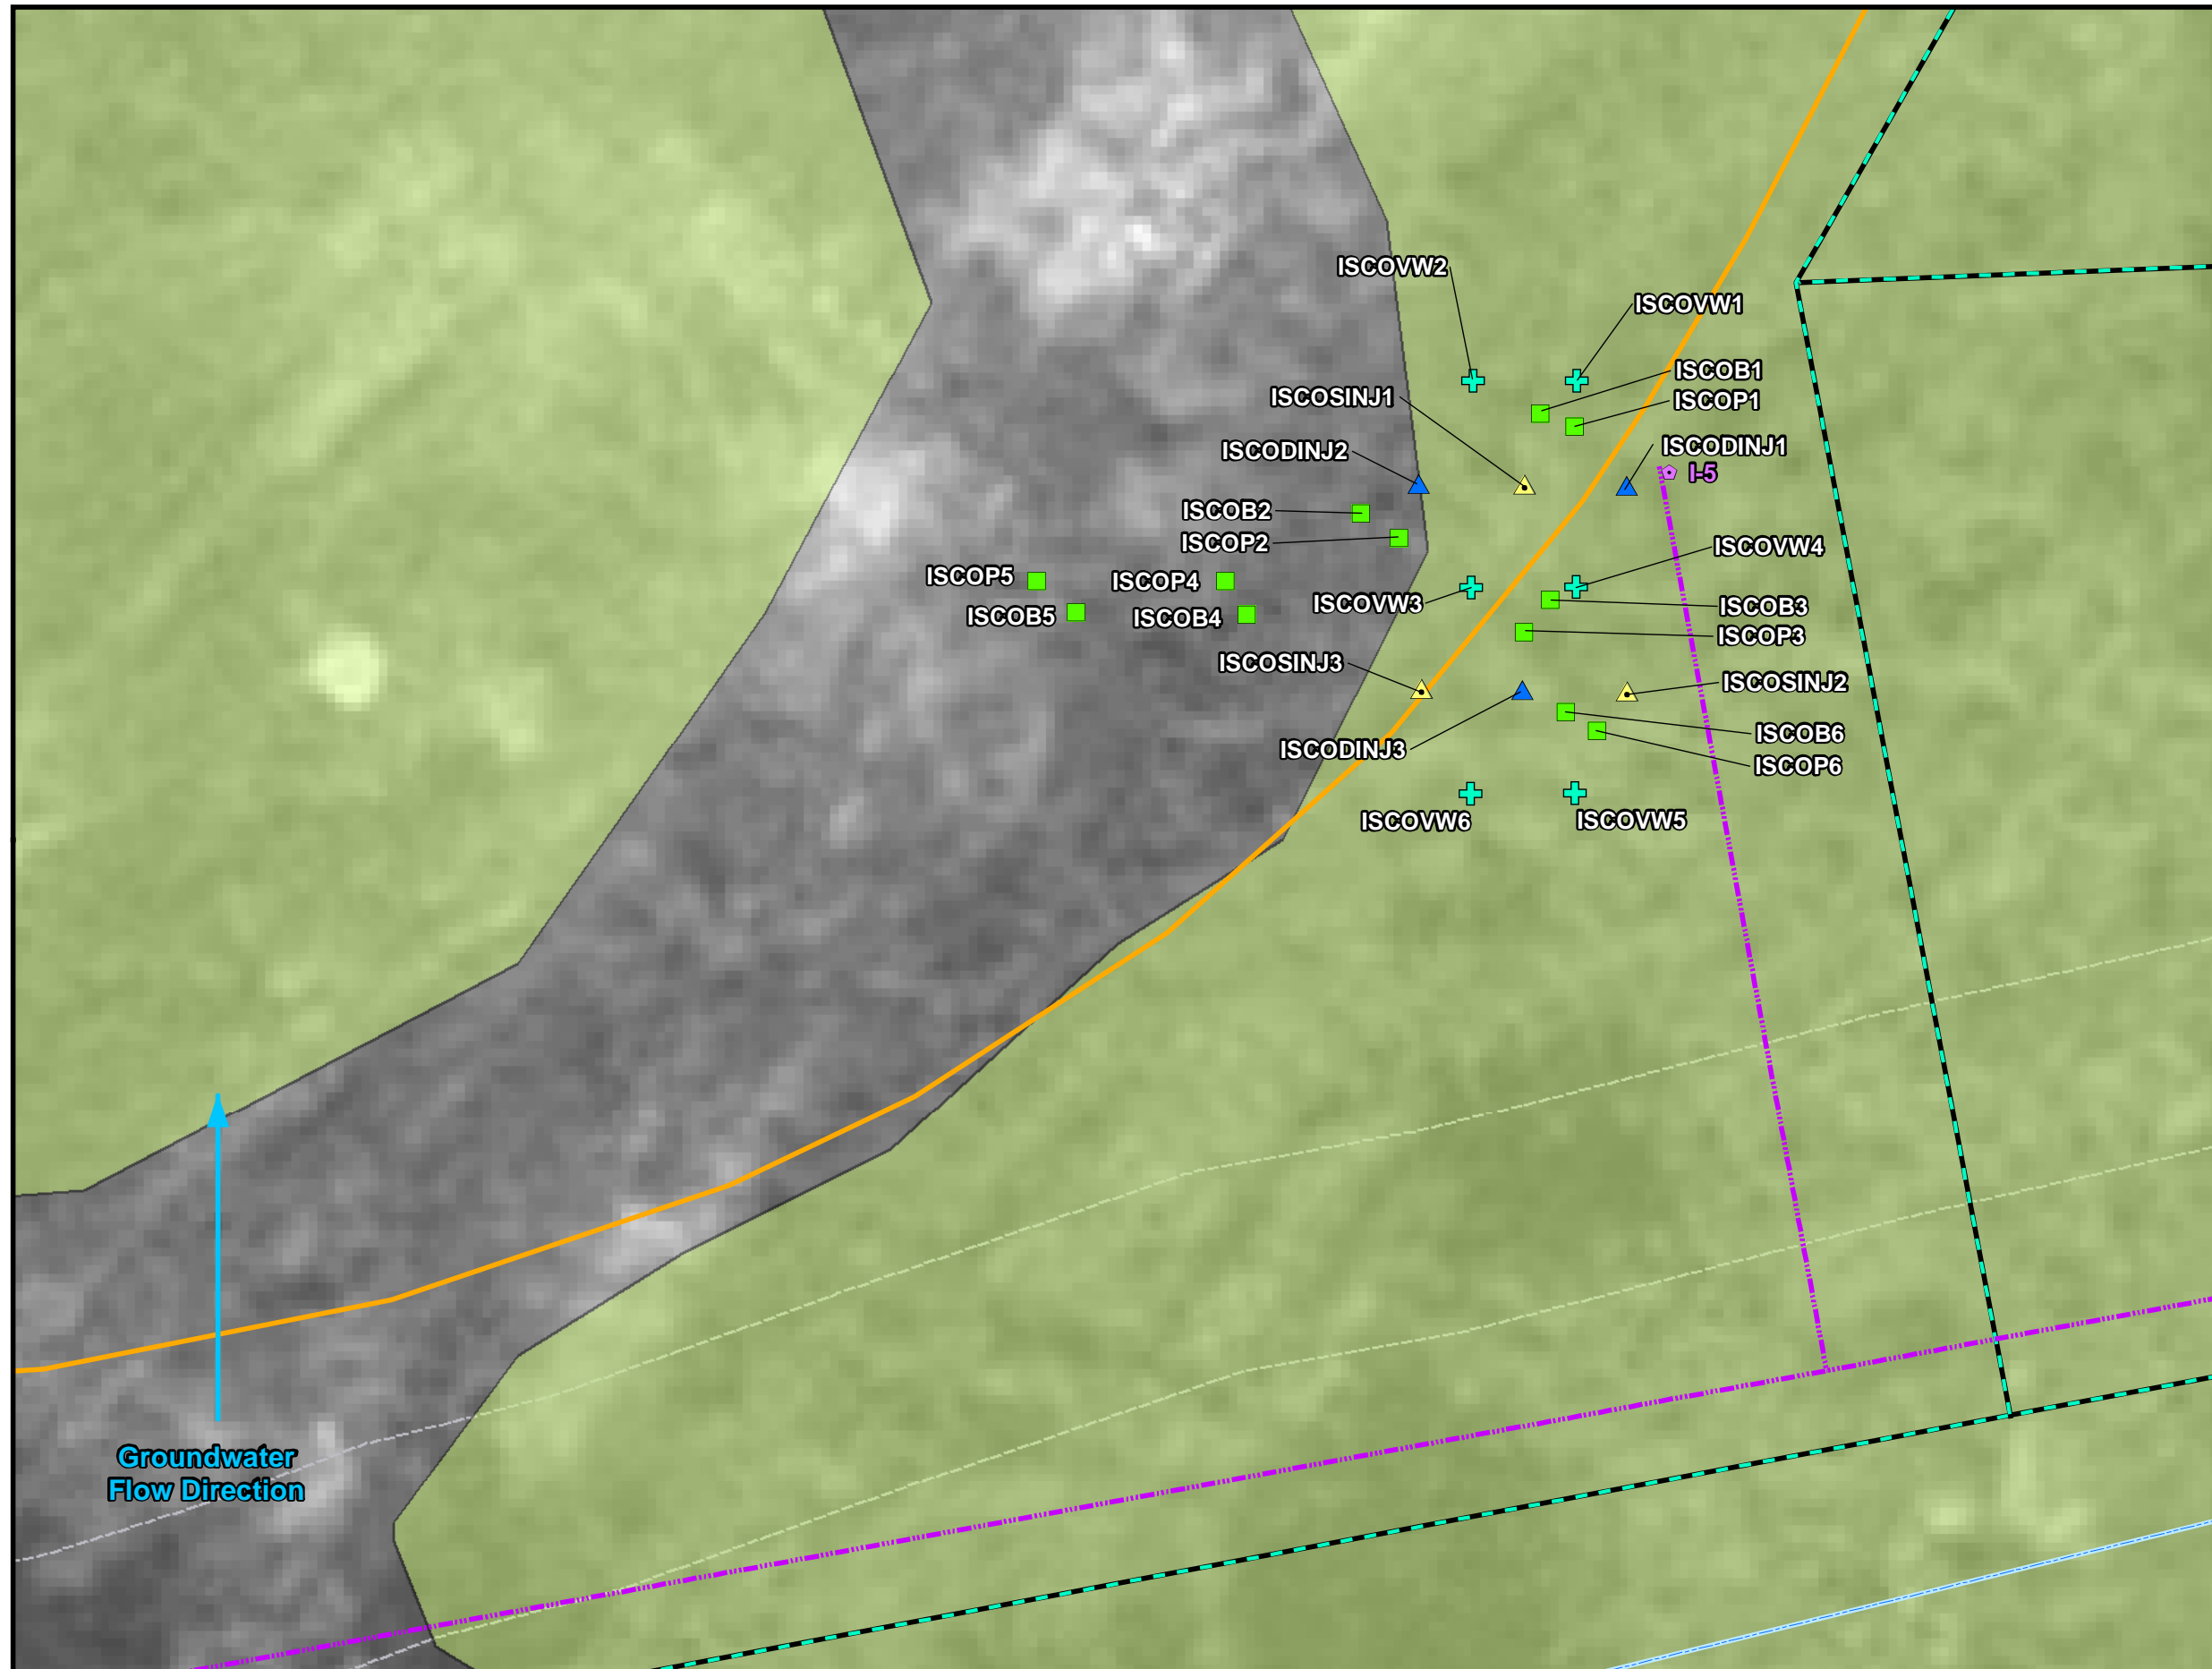 ISCOVW2
ISCOVW1
ISCOB1
ISCOSINJ1
ISCOP1
ISCODINJ2
ISCODINJ1
I-5
ISCOB2
ISCOP2
ISCOVW4
ISCOP5
ISCOP4
ISCOVW3
ISCOB3
ISCOB5
ISCOB4
ISCOP3
ISCOSINJ3
ISCOSINJ2
ISCOB6
ISCODINJ3
ISCOP6
ISCOVW6
ISCOVW5
Groundwater
Flow Direction